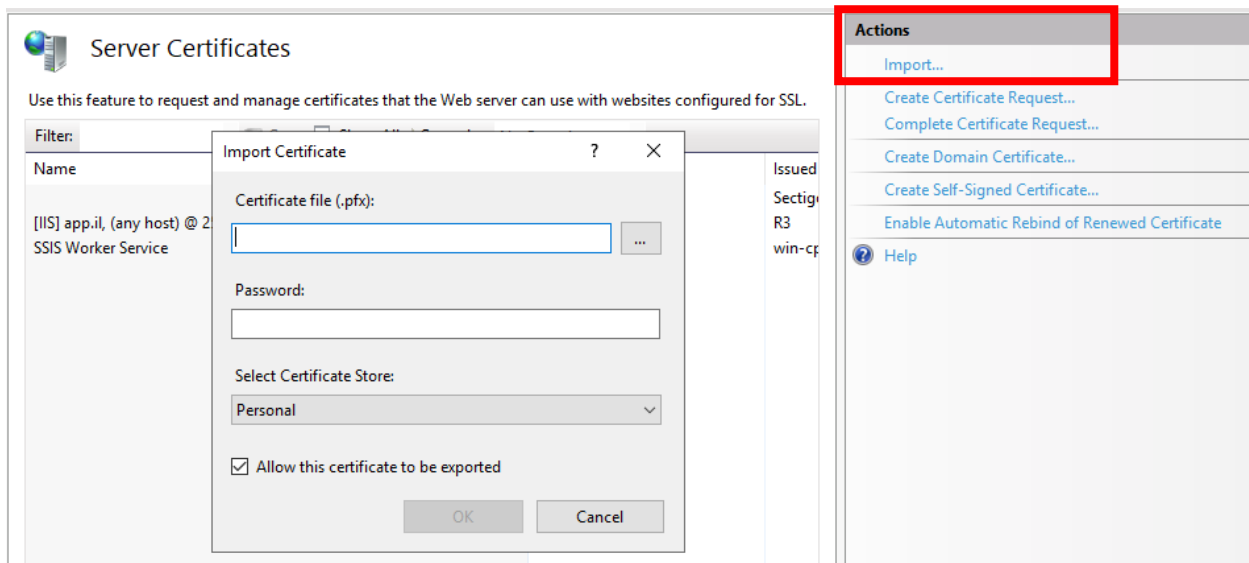 Server Certificates
Use this feature to request and manage certificates that the Web server can use with websites configured for SSL.
Filter:
Name
Issued
[IIS] app.il, (any host) @ 2
R3
SSIS Worker Service
win-cp
Import Certificate
?
Certificate file (.pfx):
...
Password:
Select Certificate Store:
Personal
Allow this certificate to be exported
OK
Cancel
Actions
Import...
Create Certificate Request...
Complete Certificate Request...
Create Domain Certificate...
Create Self-Signed Certificate...
Enable Automatic Rebind of Renewed Certificate
Help